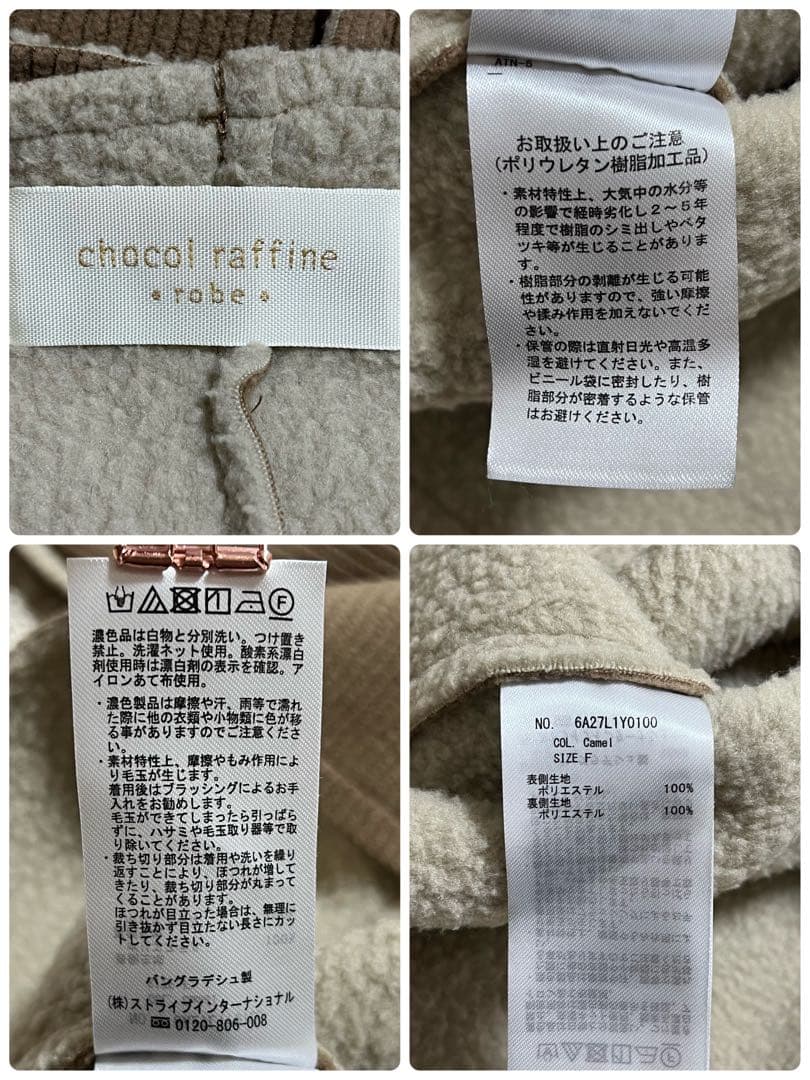 chocol raffine
• robe •
ATN-5
お取扱い上のご注意
(ポリウレタン樹脂加工品)
・素材特性上、大気中の水分等
の影響で経時劣化し2～5年
程度で樹脂のシミ出しやベタ
ツキ等が生じることがありま
す。
・樹脂部分の剥離が生じる可能
性がありますので、強い摩擦
や揉み作用を加えないでくだ
さい。
・保管の際は直射日光や高温多
湿を避けてください。また、
ビニール袋に密封したり、樹
脂部分が密着するような保管
はお避けください。
濃色品は白物と分別洗い。つけ置き
禁止。洗濯ネット使用。酸素系漂白
剤使用時は漂白剤の表示を確認。ア
イロンあて布使用。
・濃色製品は摩擦や汗、雨等で濡れ
た際に他の衣類や小物類に色が移
る事がありますのでご注意くださ
い。
・素材特性上、摩擦やもみ作用によ
り毛玉が生じます。
着用後はブラッシングによるお手
入れをお勧めします。
毛玉ができてしまったら引っぱら
ずに、ハサミや毛玉取り器等で取
り除いてください。
・裁ち切り部分は着用や洗いを繰り
返すことにより、ほつれが増して
きたり、裁ち切り部分が丸まって
くることがあります。
ほつれが目立った場合は、無理に
引き抜かず目立たない長さにカッ
トしてください。
バングラデシュ製
(株)ストライプインターナショナル
0120-806-008
NO. 6A27L1Y0100
COL. Camel
SIZE F
表側生地
ポリエステル 100%
裏側生地
ポリエステル 100%